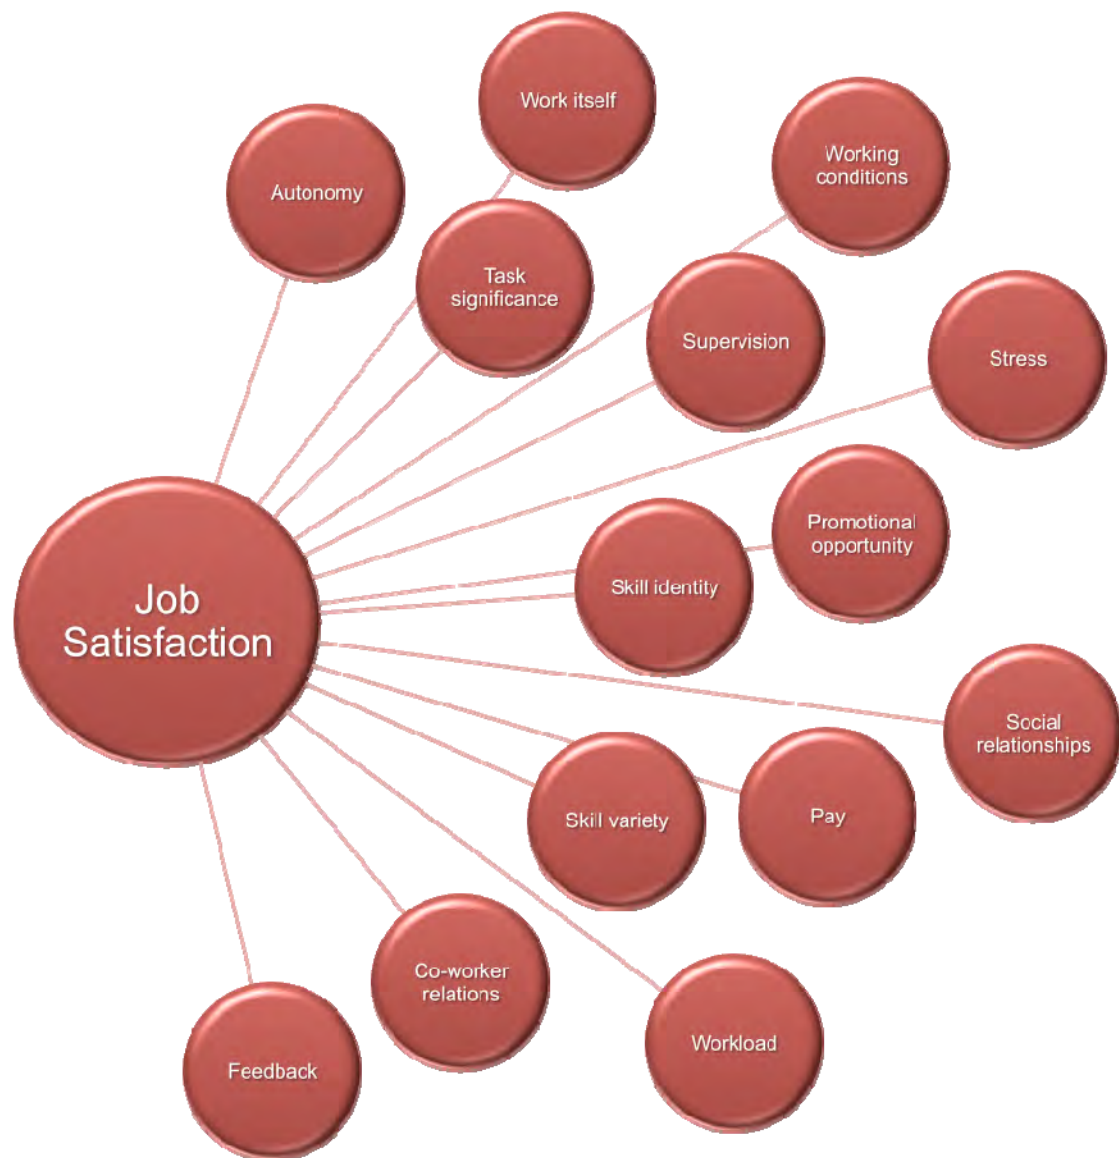 Work itself
Working
conditions
Autonomy
Task
significance
Supervision
Stress
Promotional
opportunity
Skill identity
Job
Satisfaction
Social
relationships
Skill variety
Pay
Co-worker
relations
Workload
Feedback